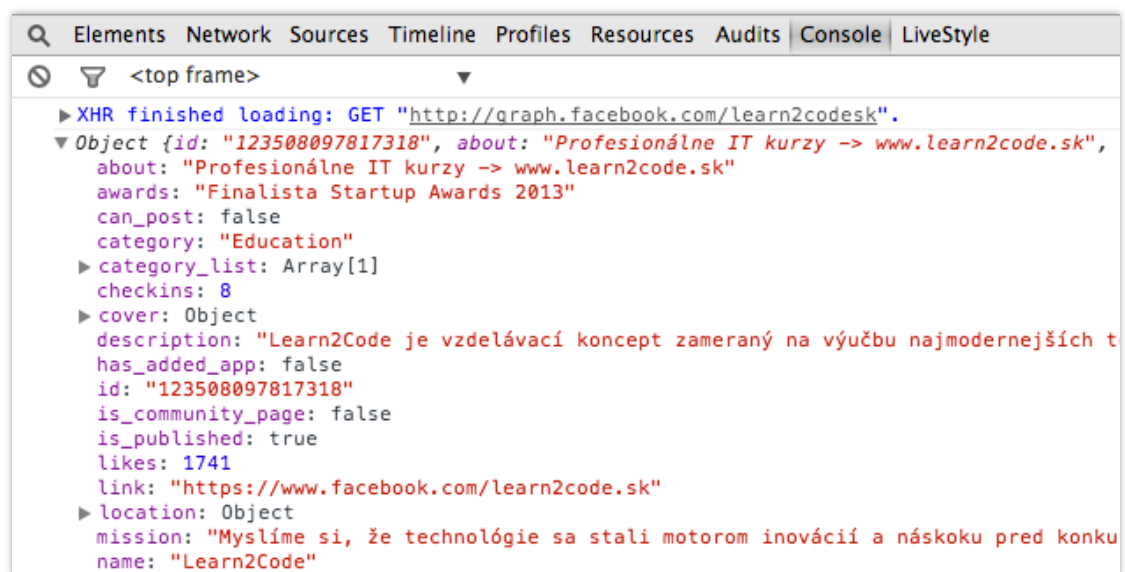 Elements Network Sources Timeline Profiles Resources Audits Console LiveStyle
<top frame>
XHR finished loading: GET "http://graph.facebook.com/learn2codesk".
Object {id: "123508097817318", about: "Profesionálne IT kurzy –> www.learn2code.sk",
about: "Profesionálne IT kurzy –> www.learn2code.sk"
awards: "Finalista Startup Awards 2013"
can_post: false
category: "Education"
category_list: Array[1]
checkins: 8
cover: Object
description: "Learn2Code je vzdelávací koncept zameraný na výučbu najmodernejších t
has_added_app: false
id: "123508097817318"
is_community_page: false
is_published: true
likes: 1741
link: "https://www.facebook.com/learn2code.sk"
location: Object
mission: "Myslíme si, že technológie sa stali motorom inovácií a náskoku pred konku
name: "Learn2Code"